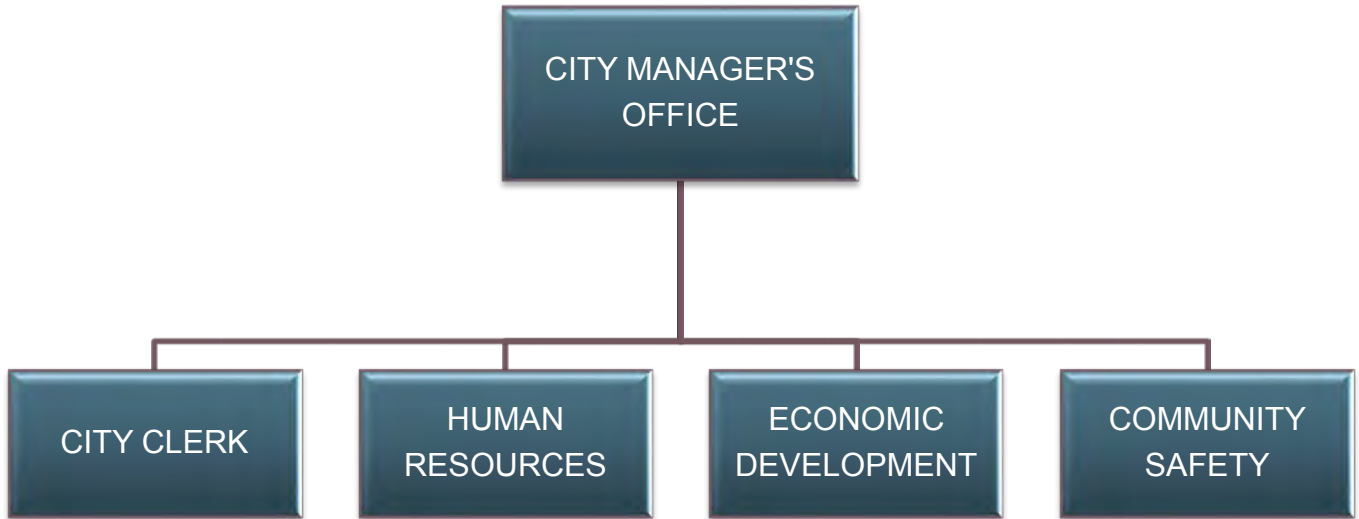 CITY MANAGER'S
OFFICE
CITY CLERK
HUMAN
RESOURCES
ECONOMIC
DEVELOPMENT
COMMUNITY
SAFETY